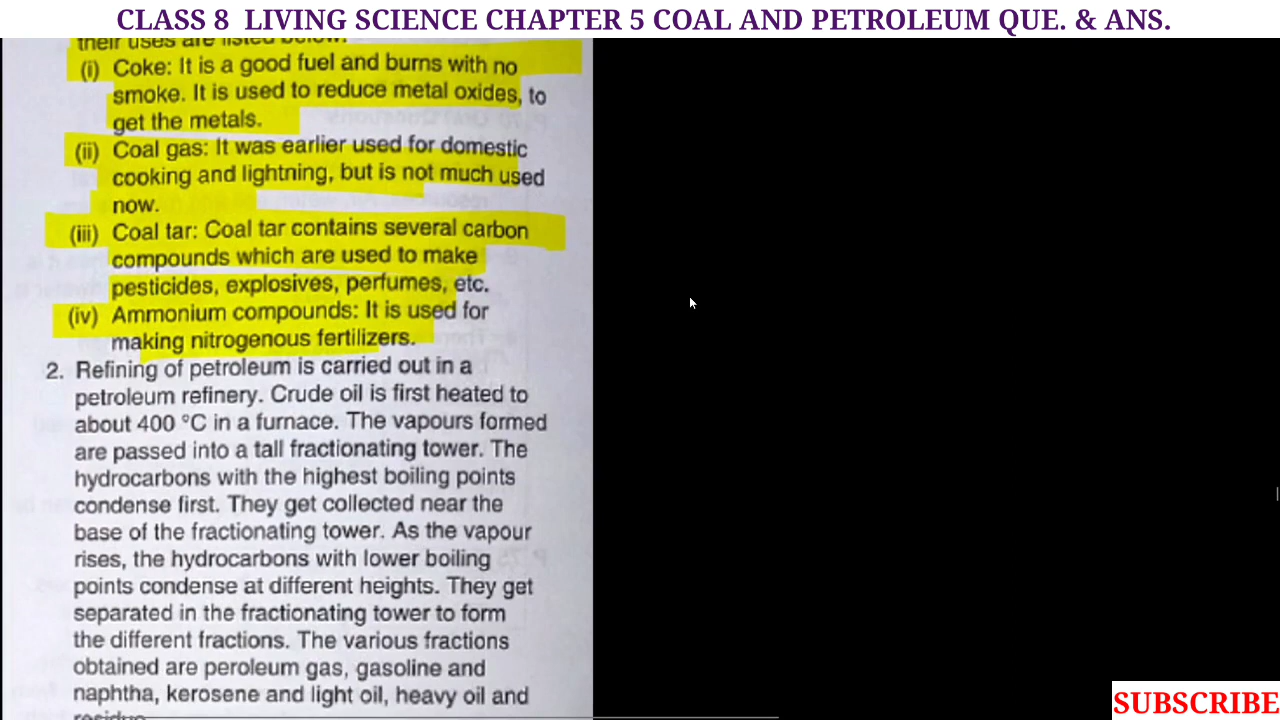 CLASS 8 LIVING SCIENCE CHAPTER 5 COAL AND PETROLEUM QUE. & ANS.
their uses are listed below.
(i) Coke: It is a good fuel and burns with no
smoke. It is used to reduce metal oxides, to
get the metals.
(ii) Coal gas: It was earlier used for domestic
cooking and lightning, but is not much used
now.
(iii) Coal tar: Coal tar contains several carbon
compounds which are used to make
pesticides, explosives, perfumes, etc.
(iv) Ammonium compounds: It is used for
making nitrogenous fertilizers.
2. Refining of petroleum is carried out in a
petroleum refinery. Crude oil is first heated to
about 400 °C in a furnace. The vapours formed
are passed into a tall fractionating tower. The
hydrocarbons with the highest boiling points
condense first. They get collected near the
base of the fractionating tower. As the vapour
rises, the hydrocarbons with lower boiling
points condense at different heights. They get
separated in the fractionating tower to form
the different fractions. The various fractions
obtained are peroleum gas, gasoline and
naphtha, kerosene and light oil, heavy oil and
residue.
SUBSCRIBE